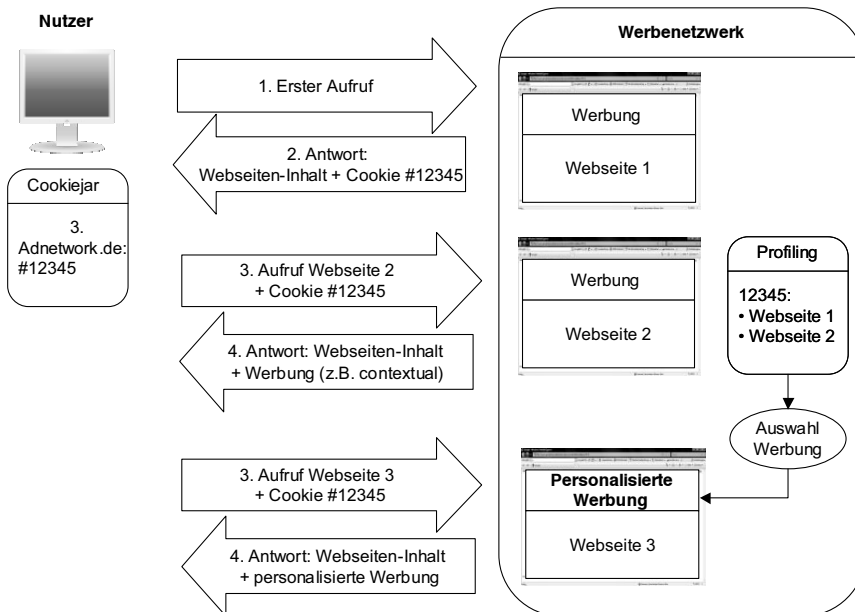 Nutzer
Werbenetzwerk
1. Erster Aufruf
Werbung
Webseite 1
2. Antwort:
Webseiten-Inhalt + Cookie #12345
Cookiejar
3.
Adnetwork.de:
#12345
3. Aufruf Webseite 2
+ Cookie #12345
Werbung
Webseite 2
Profiling
12345:
• Webseite 1
• Webseite 2
4. Antwort: Webseiten-Inhalt
+ Werbung (z.B. contextual)
Auswahl
Werbung
3. Aufruf Webseite 3
+ Cookie #12345
Personalisierte
Werbung
Webseite 3
4. Antwort: Webseiten-Inhalt
+ personalisierte Werbung